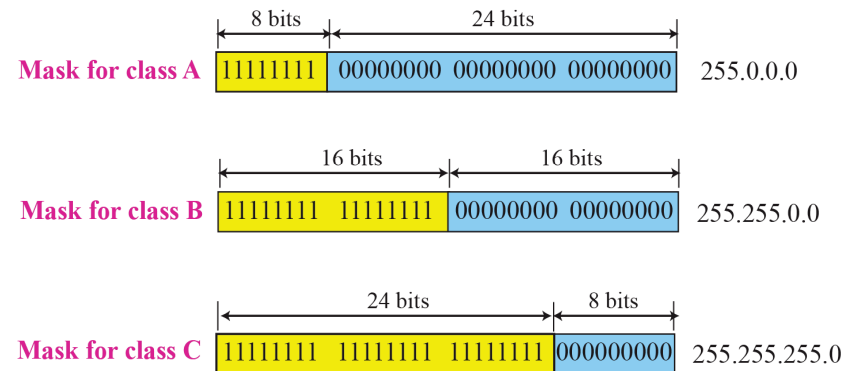 8 bits 24 bits
Mask for class A 11111111 00000000 00000000 00000000 255.0.0.0
16 bits 16 bits
Mask for class B 11111111 11111111 00000000 00000000 255.255.0.0
24 bits 8 bits
Mask for class C 11111111 11111111 11111111 000000000 255.255.255.0